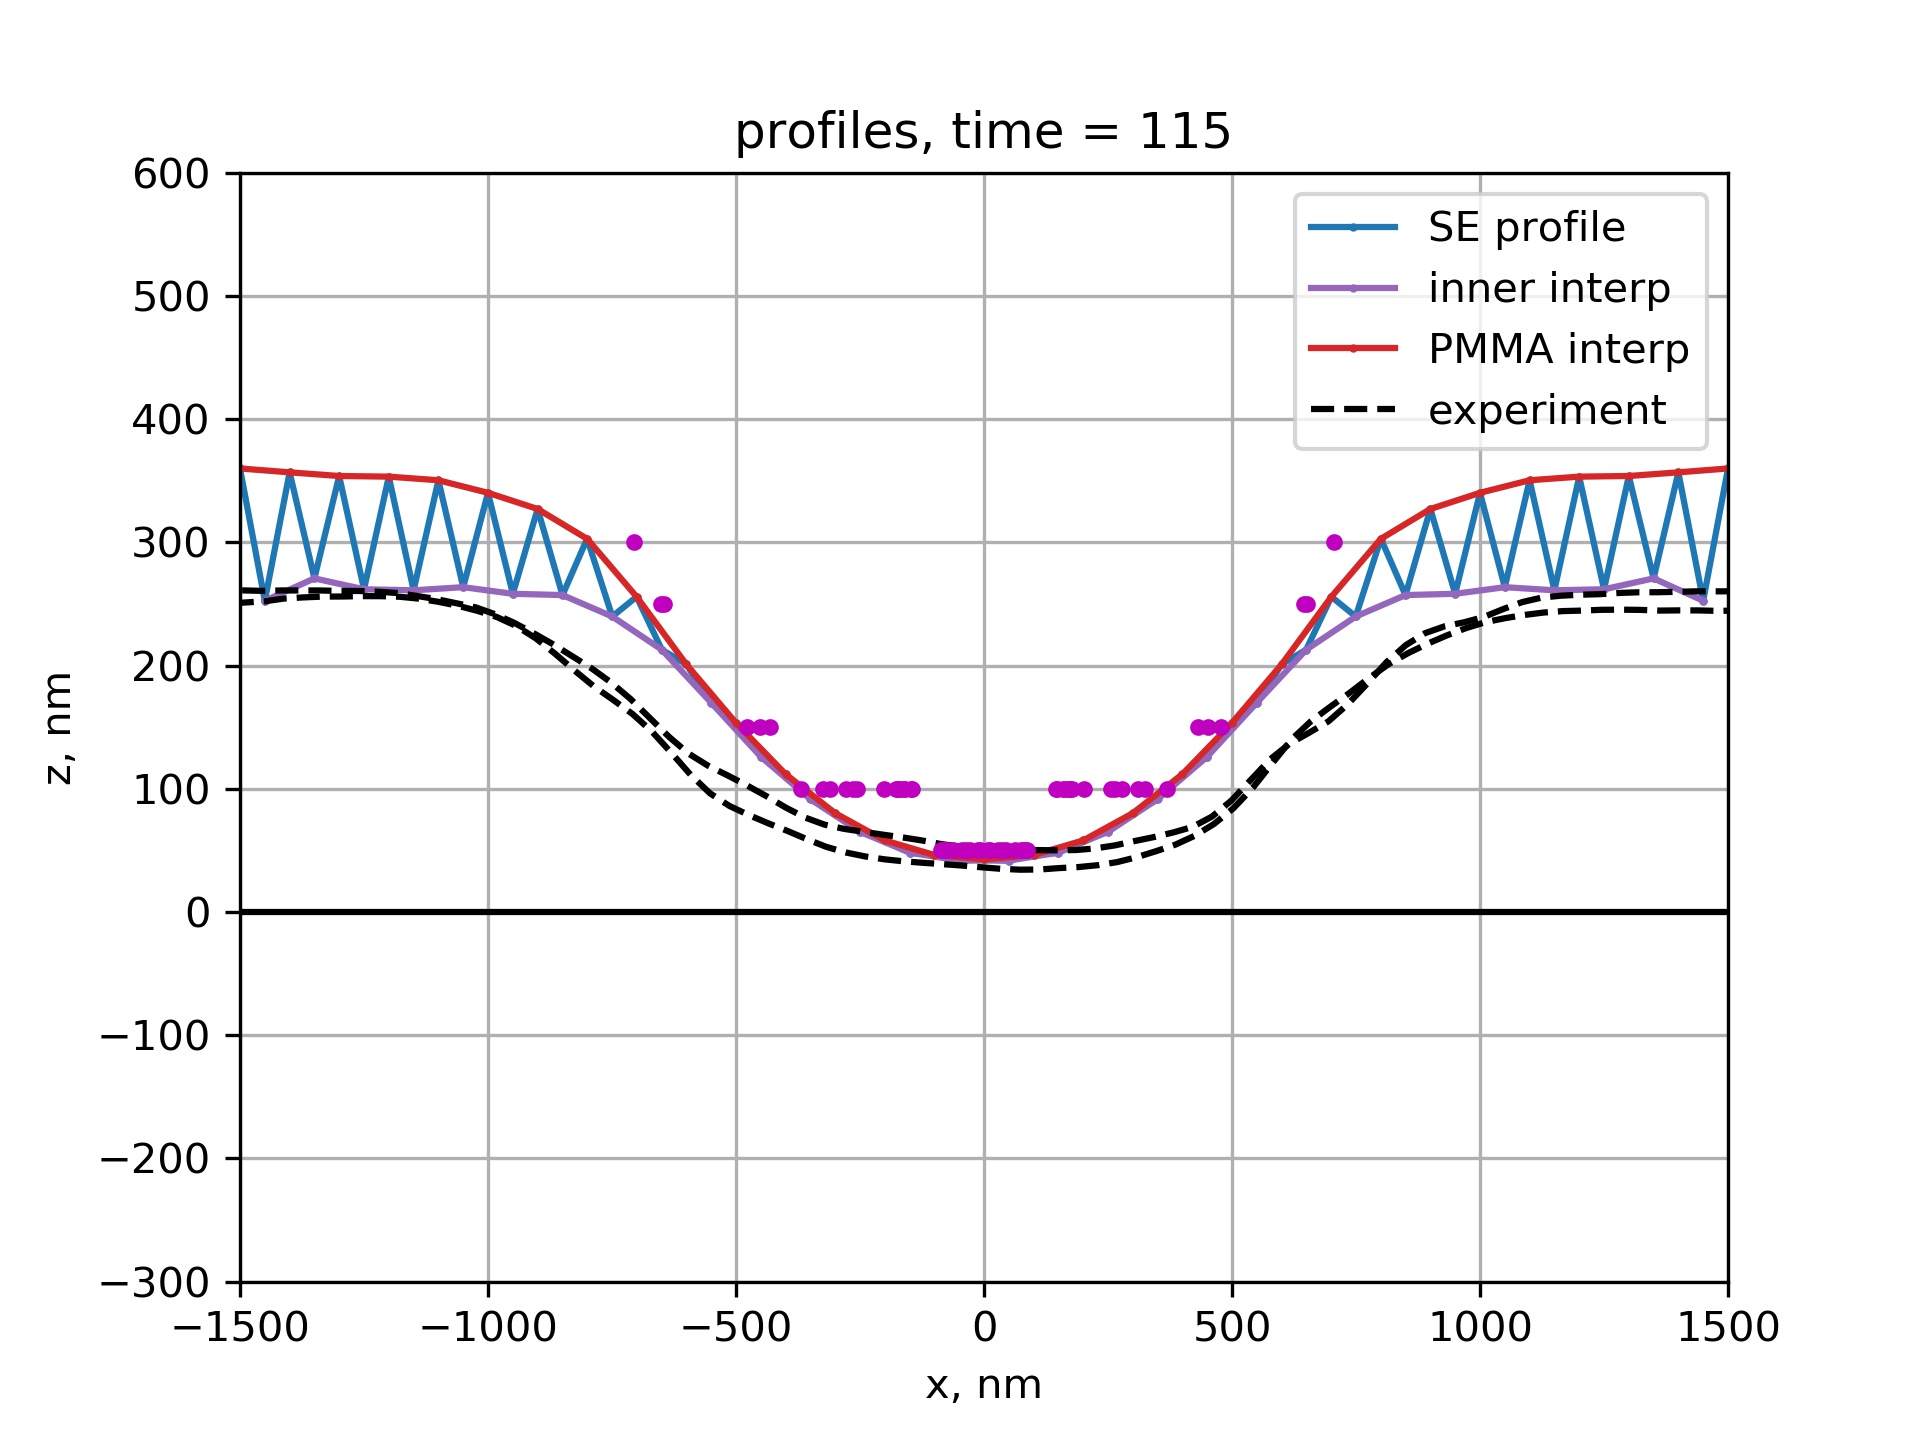 profiles, time = 115
600
500
400
300
200
100
0
−100
−200
−300
z, nm
SE profile
inner interp
PMMA interp
experiment
−1500 −1000 −500 0 500 1000 1500
x, nm